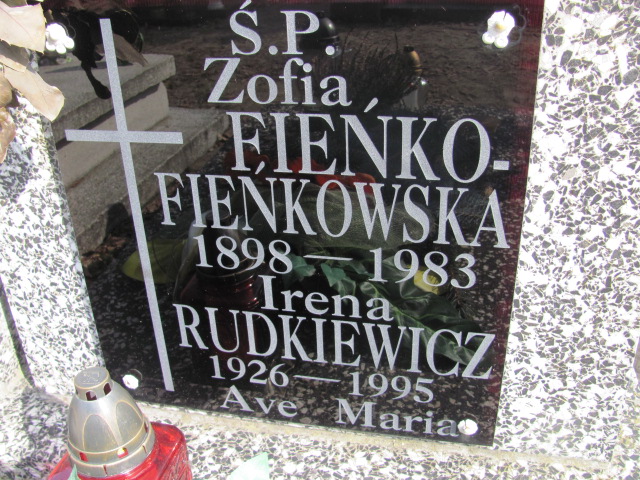 Ś.P.
Zofia
FIEŃKO-
FIEŃKOWSKA
1898 — 1983
Irena
RUDKIEWICZ
1926 — 1995
Ave Maria